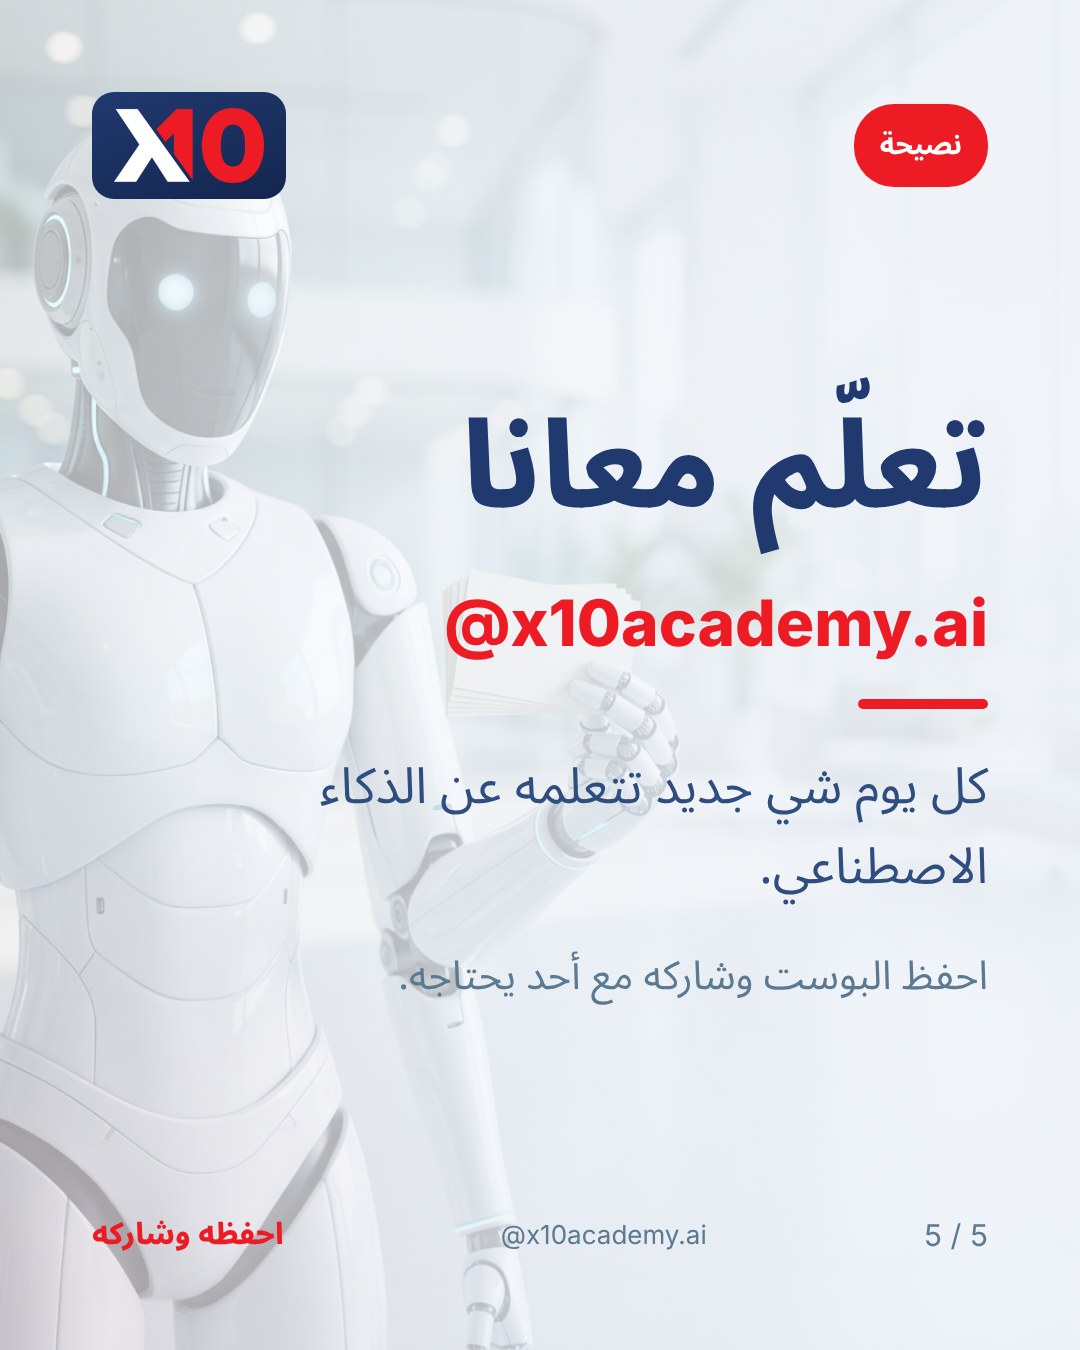 X10
نصيحة
تعلّم معانا
@x10academy.ai
كل يوم شي جديد تتعلمه عن الذكاء
الاصطناعي.
احفظ البوست وشاركه مع أحد يحتاجه.
احفظه وشاركه
@x10academy.ai
5 / 5